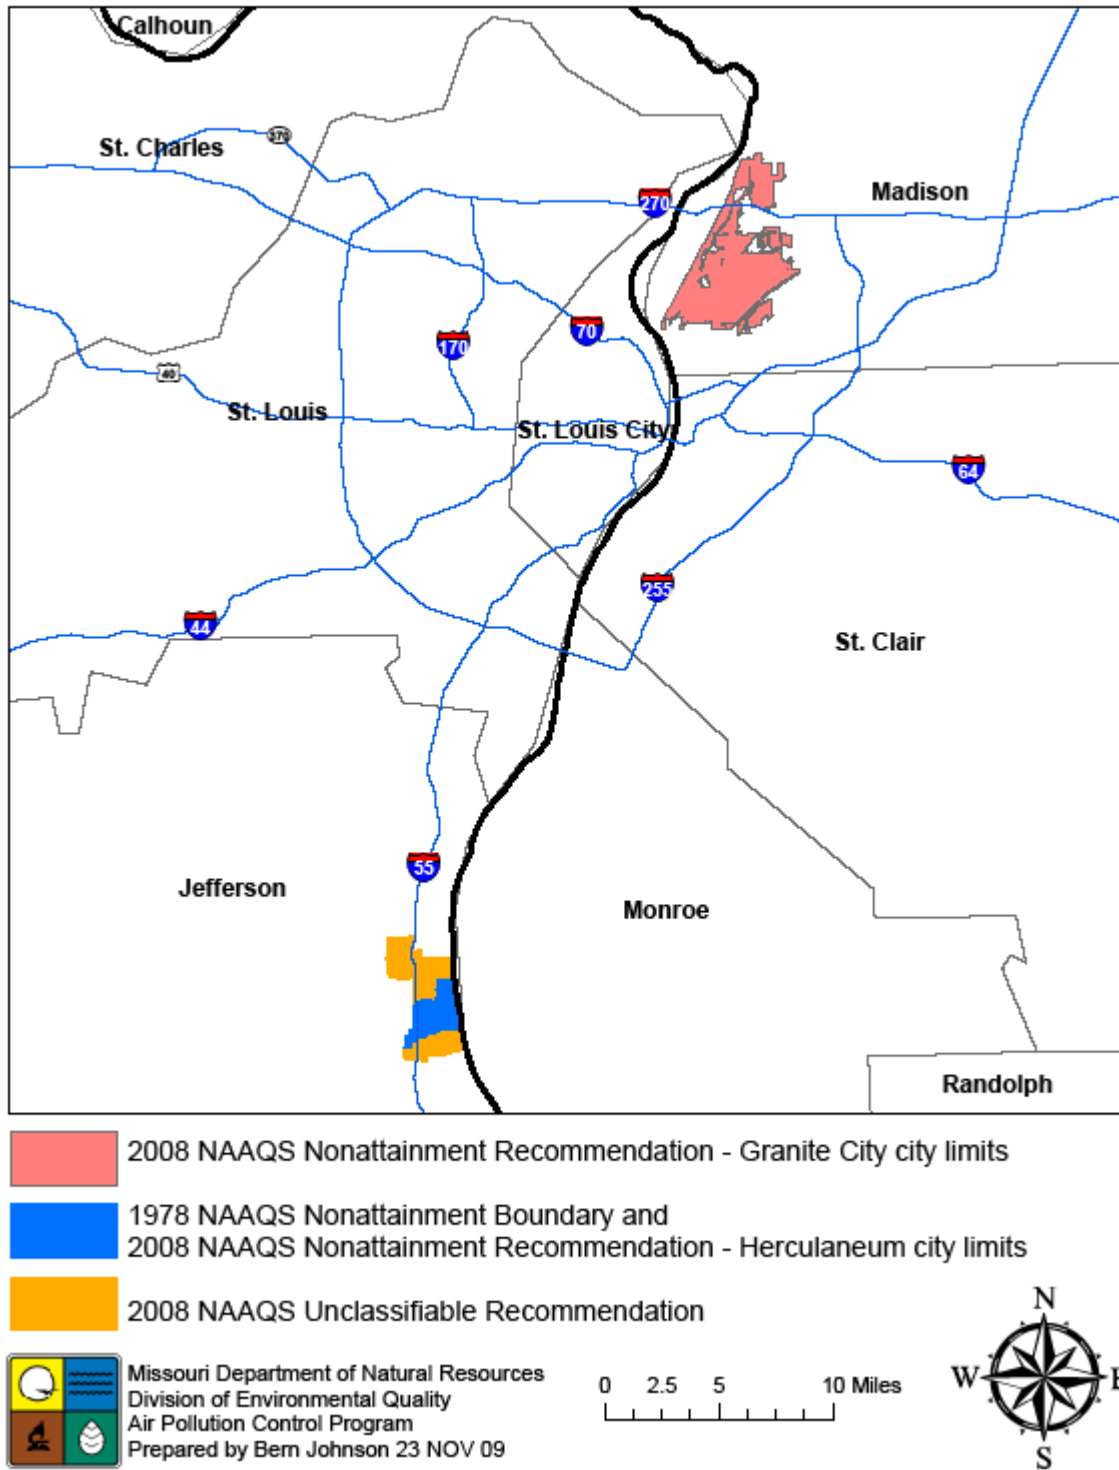 Calhoun
370
St. Charles
270
Madison
70
170
40
St. Louis
St. Louis City
64
255
44
St. Clair
55
Jefferson
Monroe
Randolph
2008 NAAQS Nonattainment Recommendation - Granite City city limits
1978 NAAQS Nonattainment Boundary and
2008 NAAQS Nonattainment Recommendation - Herculaneum city limits
2008 NAAQS Unclassifiable Recommendation
Missouri Department of Natural Resources
Division of Environmental Quality
Air Pollution Control Program
Prepared by Bern Johnson 23 NOV 09
0 2.5 5 10 Miles
N
W E
S